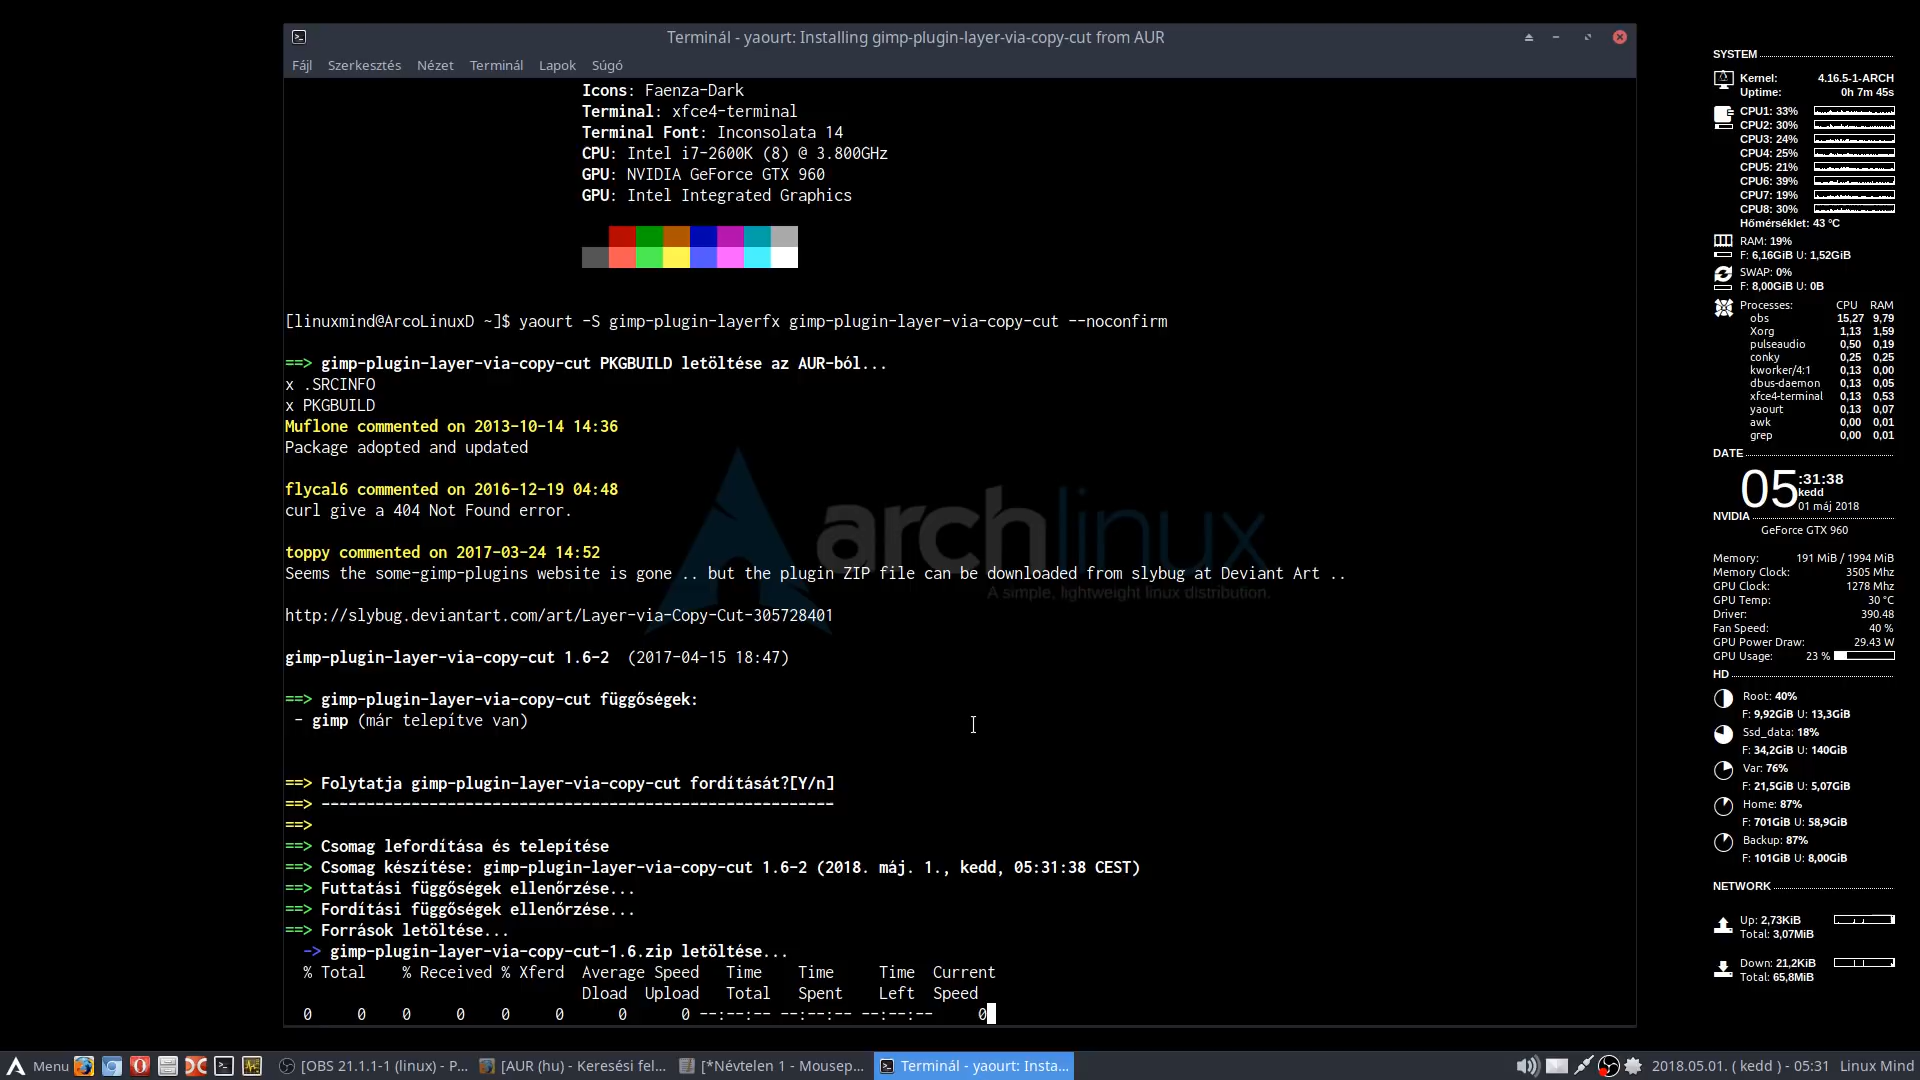 Terminál - yaourt: Installing gimp-plugin-layer-via-copy-cut from AUR
Fájl Szerkesztés Nézet Terminál Lapok Súgó
Icons: Faenza-Dark
Terminal: xfce4-terminal
Terminal Font: Inconsolata 14
CPU: Intel i7-2600K (8) @ 3.800GHz
GPU: NVIDIA GeForce GTX 960
GPU: Intel Integrated Graphics
[linuxmind@ArcoLinuxD ~]$ yaourt -S gimp-plugin-layerfx gimp-plugin-layer-via-copy-cut --noconfirm
==> gimp-plugin-layer-via-copy-cut PKGBUILD letöltése az AUR-ból...
x .SRCINFO
x PKGBUILD
Muflone commented on 2013-10-14 14:36
Package adopted and updated
flycal6 commented on 2016-12-19 04:48
curl give a 404 Not Found error.
toppy commented on 2017-03-24 14:52
Seems the some-gimp-plugins website is gone .. but the plugin ZIP file can be downloaded from slybug at Deviant Art ..
http://slybug.deviantart.com/art/Layer-via-Copy-Cut-305728401
gimp-plugin-layer-via-copy-cut 1.6-2 (2017-04-15 18:47)
==> gimp-plugin-layer-via-copy-cut függőségek:
- gimp (már telepítve van)
==> Folytatja gimp-plugin-layer-via-copy-cut fordítását?[Y/n]
==> ---------------------------------------------------------
==>
==> Csomag lefordítása és telepítése
==> Csomag készítése: gimp-plugin-layer-via-copy-cut 1.6-2 (2018. máj. 1., kedd, 05:31:38 CEST)
==> Futtatási függőségek ellenőrzése...
==> Fordítási függőségek ellenőrzése...
==> Források letöltése...
-> gimp-plugin-layer-via-copy-cut-1.6.zip letöltése...
% Total % Received % Xferd Average Speed Time Time Time Current
Dload Upload Total Spent Left Speed
0 0 0 0 0 0 0 0 --:--:-- --:--:-- --:--:-- 0
archlinux
A simple, lightweight linux distribution.
SYSTEM
Kernel: 4.16.5-1-ARCH
Uptime: 0h 7m 45s
CPU1: 33%
CPU2: 30%
CPU3: 24%
CPU4: 25%
CPU5: 21%
CPU6: 39%
CPU7: 19%
CPU8: 30%
Hőmérséklet: 43 °C
RAM: 19%
F: 6,16GiB U: 1,52GiB
SWAP: 0%
F: 8,00GiB U: 0B
Processes: CPU RAM
obs 15,27 9,79
Xorg 1,13 1,59
pulseaudio 0,50 0,19
conky 0,25 0,25
kworker/4:1 0,13 0,00
dbus-daemon 0,13 0,05
xfce4-terminal 0,13 0,53
yaourt 0,13 0,07
awk 0,00 0,01
grep 0,00 0,01
DATE
05:31:38
kedd
01 máj 2018
NVIDIA
GeForce GTX 960
Memory: 191 MiB / 1994 MiB
Memory Clock: 3505 Mhz
GPU Clock: 1278 Mhz
GPU Temp: 30 °C
Driver: 390.48
Fan Speed: 40 %
GPU Power Draw: 29.43 W
GPU Usage: 23 %
HD
Root: 40%
F: 9,92GiB U: 13,3GiB
Ssd_data: 18%
F: 34,2GiB U: 140GiB
Var: 76%
F: 21,5GiB U: 5,07GiB
Home: 87%
F: 701GiB U: 58,9GiB
Backup: 87%
F: 101GiB U: 8,00GiB
NETWORK
Up: 2,73KiB
Total: 3,07MiB
Down: 21,2KiB
Total: 65,8MiB
Menu [OBS 21.1.1-1 (linux) - P... [AUR (hu) - Keresési fel... [*Névtelen 1 - Mousep... Terminál - yaourt: Insta... 2018.05.01. ( kedd ) - 05:31 Linux Mind